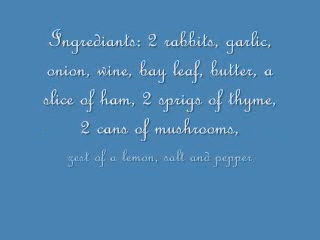 Ingrediants: 2 rabbits, garlic,
onion, wine, bay leaf, butter, a
slice of ham, 2 sprigs of thyme,
2 cans of mushrooms,
zest of a lemon, salt and pepper